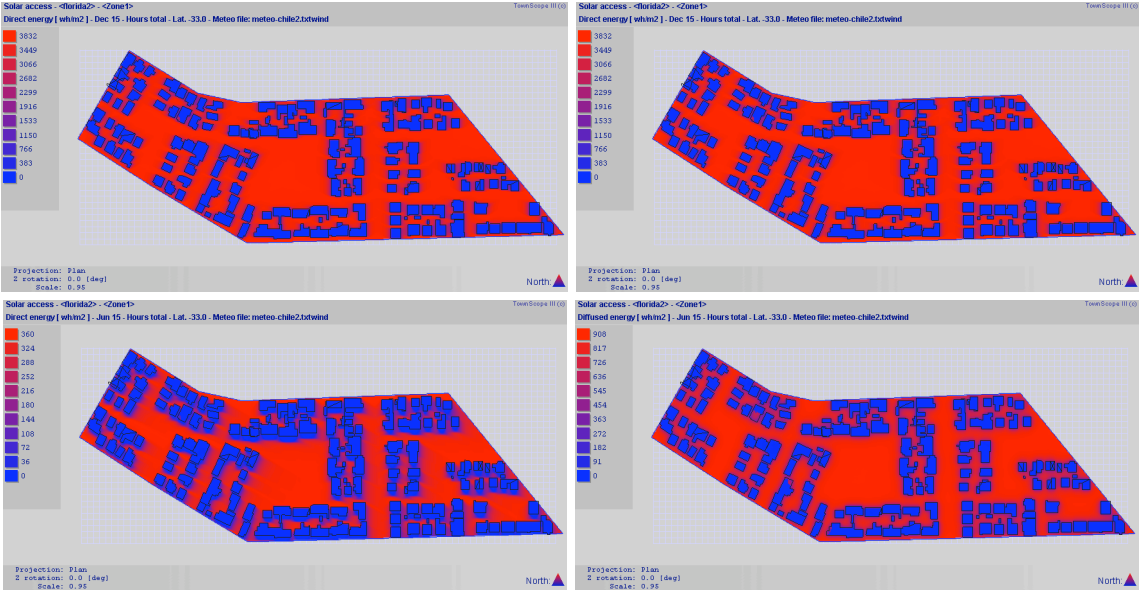 Solar access - <florida2> - <Zone1>
TownScope III (c)
Direct energy [ wh/m2 ] - Dec 15 - Hours total - Lat. -33.0 - Meteo file: meteo-chile2.txtwind
3832
3449
3066
2682
2299
1916
1533
1150
766
383
0
Projection: Plan
Z rotation: 0.0 [deg]
Scale: 0.95
North:
Solar access - <florida2> - <Zone1>
TownScope III (c)
Direct energy [ wh/m2 ] - Dec 15 - Hours total - Lat. -33.0 - Meteo file: meteo-chile2.txtwind
3832
3449
3066
2682
2299
1916
1533
1150
766
383
0
Projection: Plan
Z rotation: 0.0 [deg]
Scale: 0.95
North:
Solar access - <florida2> - <Zone1>
TownScope III (c)
Direct energy [ wh/m2 ] - Jun 15 - Hours total - Lat. -33.0 - Meteo file: meteo-chile2.txtwind
360
324
288
252
216
180
144
108
72
36
0
Projection: Plan
Z rotation: 0.0 [deg]
Scale: 0.95
North:
Solar access - <florida2> - <Zone1>
TownScope III (c)
Diffused energy [ wh/m2 ] - Jun 15 - Hours total - Lat. -33.0 - Meteo file: meteo-chile2.txtwind
908
817
726
636
545
454
363
272
182
91
0
Projection: Plan
Z rotation: 0.0 [deg]
Scale: 0.95
North: